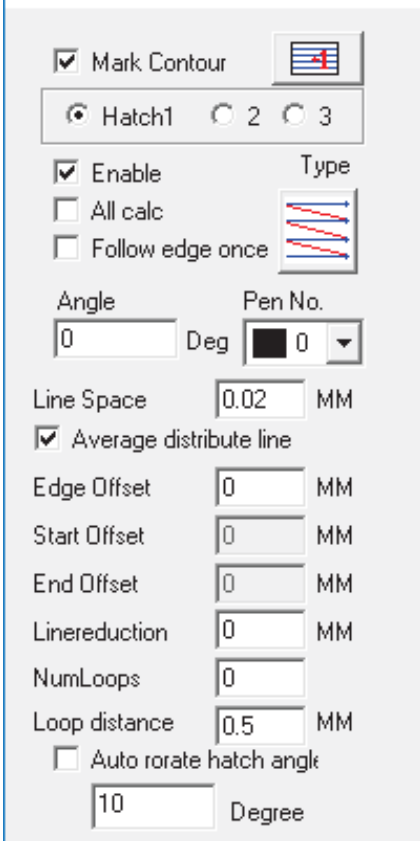 Mark Contour
Hatch1 2 3
Enable Type
All calc
Follow edge once
Angle Pen No.
0 Deg 0
Line Space 0.02 MM
Average distribute line
Edge Offset 0 MM
Start Offset 0 MM
End Offset 0 MM
Linereduction 0 MM
NumLoops 0
Loop distance 0.5 MM
Auto rorate hatch angle
10 Degree